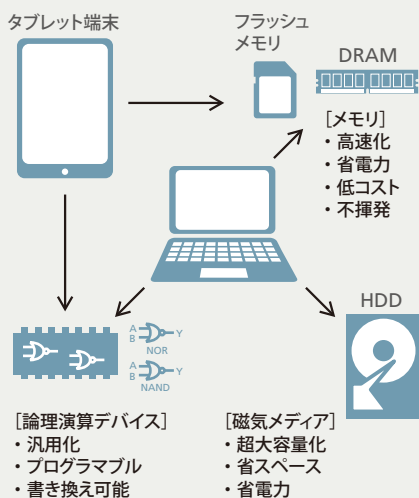 タブレット端末
フラッシュ
メモリ
DRAM
[メモリ]
・高速化
・省電力
・低コスト
・不揮発
HDD
A
B
Y
NOR
A
B
Y
NAND
[論理演算デバイス]
・汎用化
・プログラマブル
・書き換え可能
[磁気メディア]
・超大容量化
・省スペース
・省電力